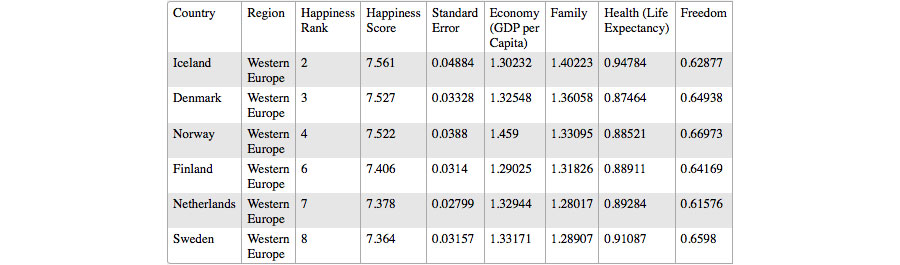 Country Region Happiness Rank Happiness Score Standard Error Economy (GDP per Capita) Family Health (Life Expectancy) Freedom
Iceland Western Europe 2 7.561 0.04884 1.30232 1.40223 0.94784 0.62877
Denmark Western Europe 3 7.527 0.03328 1.32548 1.36058 0.87464 0.64938
Norway Western Europe 4 7.522 0.0388 1.459 1.33095 0.88521 0.66973
Finland Western Europe 6 7.406 0.0314 1.29025 1.31826 0.88911 0.64169
Netherlands Western Europe 7 7.378 0.02799 1.32944 1.28017 0.89284 0.61576
Sweden Western Europe 8 7.364 0.03157 1.33171 1.28907 0.91087 0.6598